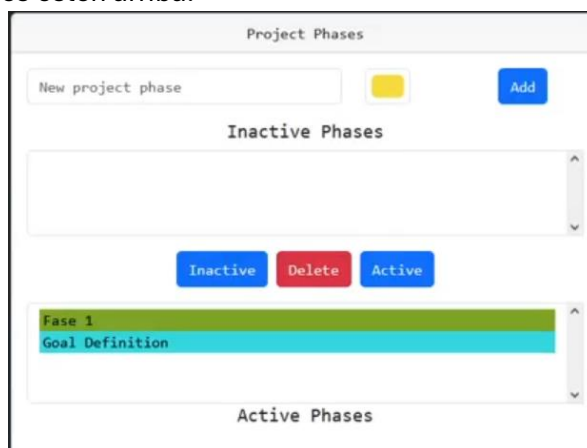 Project Phases
New project phase
Add
Inactive Phases
Inactive Delete Active
Fase 1
Goal Definition
Active Phases